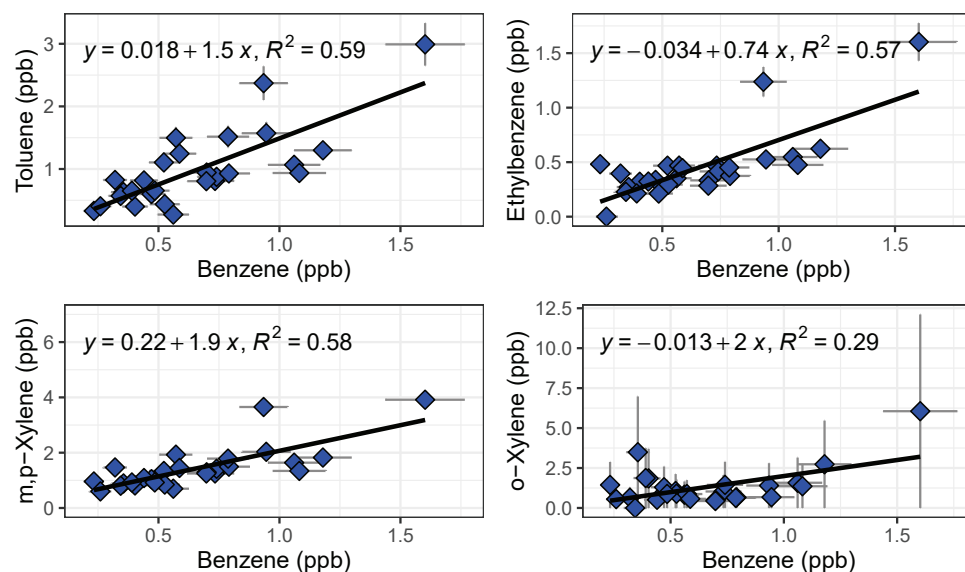 y = 0.018 + 1.5 x, R² = 0.59
Toluene (ppb)
3
2
1
0.5 1.0 1.5
Benzene (ppb)
y = −0.034 + 0.74 x, R² = 0.57
Ethylbenzene (ppb)
1.5
1.0
0.5
0.0
0.5 1.0 1.5
Benzene (ppb)
y = 0.22 + 1.9 x, R² = 0.58
m,p−Xylene (ppb)
6
4
2
0
0.5 1.0 1.5
Benzene (ppb)
y = −0.013 + 2 x, R² = 0.29
o−Xylene (ppb)
12.5
10.0
7.5
5.0
2.5
0.0
0.5 1.0 1.5
Benzene (ppb)